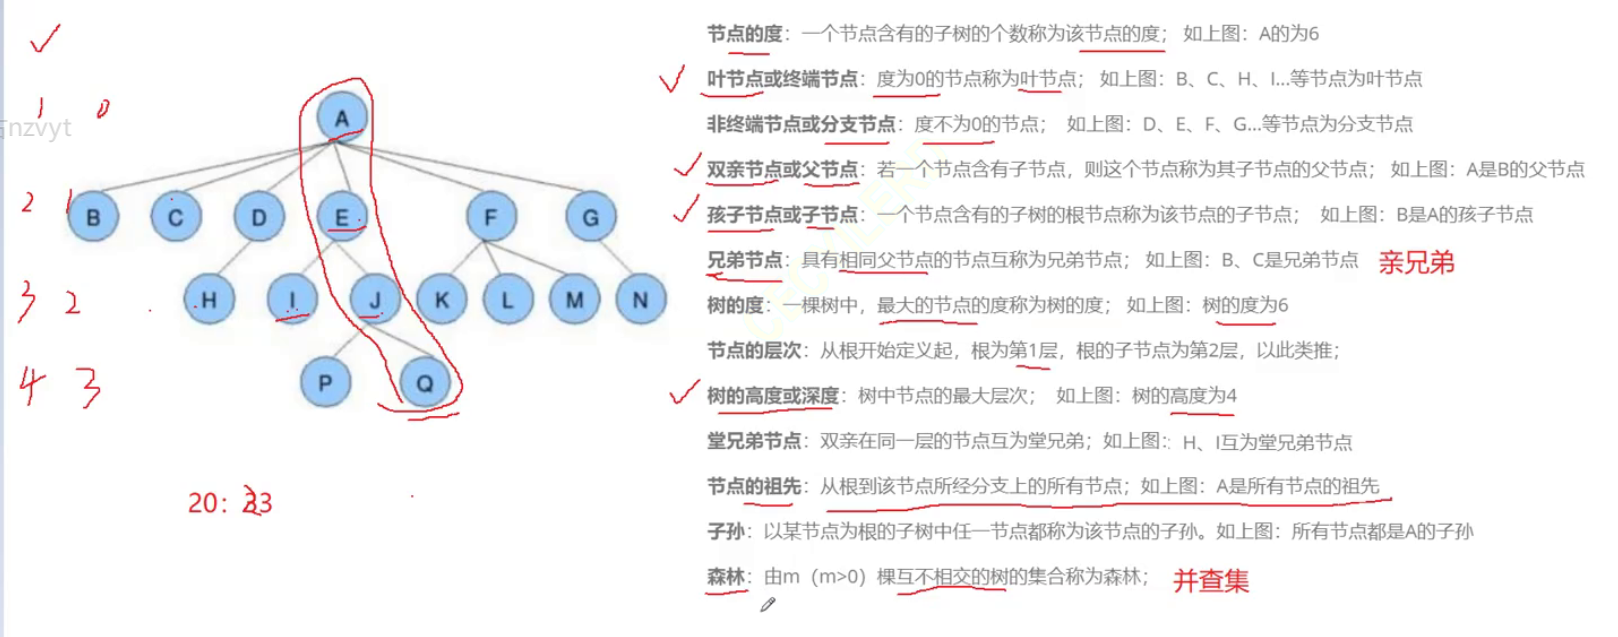 1 0
nzvyt
A
2 1
B C D E F G
3 2
H I J K L M N
4 3
P Q
20：33
节点的度：一个节点含有的子树的个数称为该节点的度； 如上图：A的为6
叶节点或终端节点：度为0的节点称为叶节点； 如上图：B、C、H、I...等节点为叶节点
非终端节点或分支节点：度不为0的节点； 如上图：D、E、F、G...等节点为分支节点
双亲节点或父节点：若一个节点含有子节点，则这个节点称为其子节点的父节点； 如上图：A是B的父节点
孩子节点或子节点：一个节点含有的子树的根节点称为该节点的子节点； 如上图：B是A的孩子节点
兄弟节点：具有相同父节点的节点互称为兄弟节点； 如上图：B、C是兄弟节点 亲兄弟
树的度：一棵树中，最大的节点的度称为树的度； 如上图：树的度为6
节点的层次：从根开始定义起，根为第1层，根的子节点为第2层，以此类推；
树的高度或深度：树中节点的最大层次； 如上图：树的高度为4
堂兄弟节点：双亲在同一层的节点互为堂兄弟；如上图：H、I互为堂兄弟节点
节点的祖先：从根到该节点所经分支上的所有节点；如上图：A是所有节点的祖先
子孙：以某节点为根的子树中任一节点都称为该节点的子孙。如上图：所有节点都是A的子孙
森林：由m（m>0）棵互不相交的树的集合称为森林； 并查集